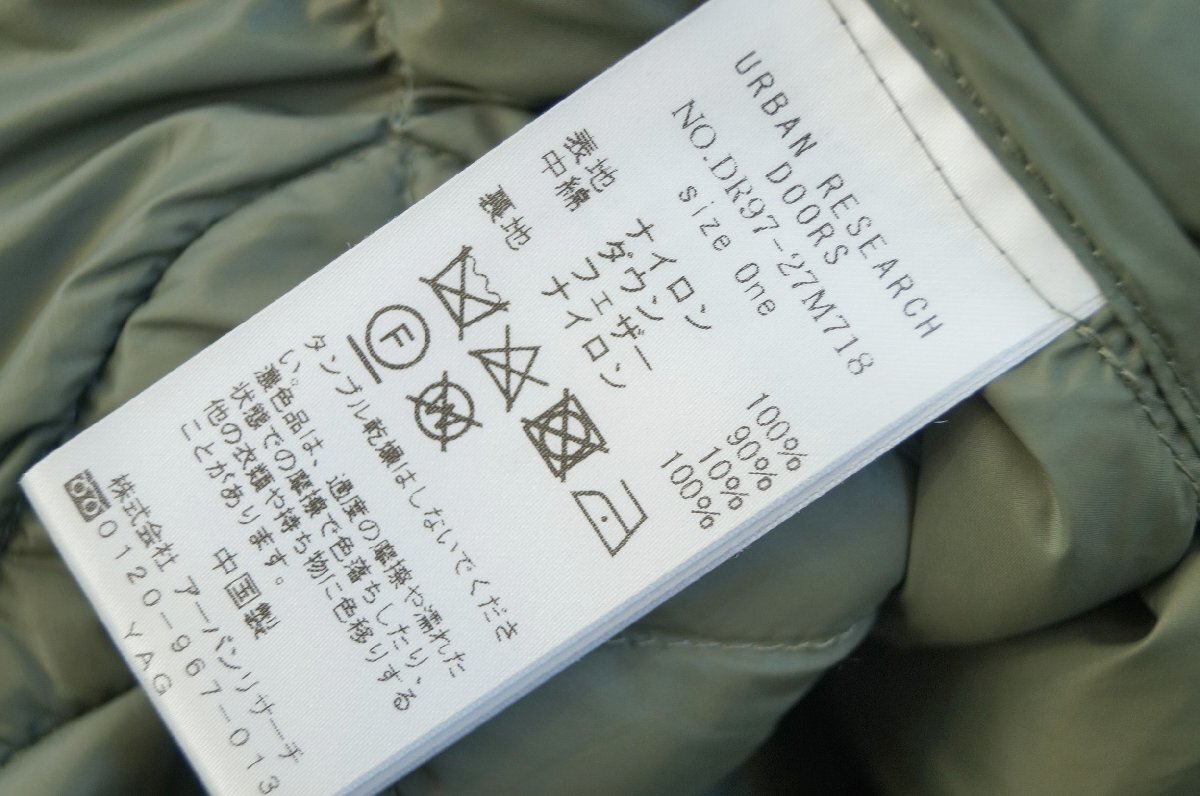 URBAN RESEARCH
DOORS
NO.DR97-27M718
size One
表地 ナイロン 100%
中綿 ダウン 90%
フェザー 10%
裏地 ナイロン 100%
F
W
タンブル乾燥はしないでくださ
い。
濃色品は、適度の摩擦や濡れた
状態での摩擦で色落ちしたり、
他の衣類や持ち物に色移りする
ことがあります。
中国製
株式会社 アーバンリサーチ
0120-967-013
YAG